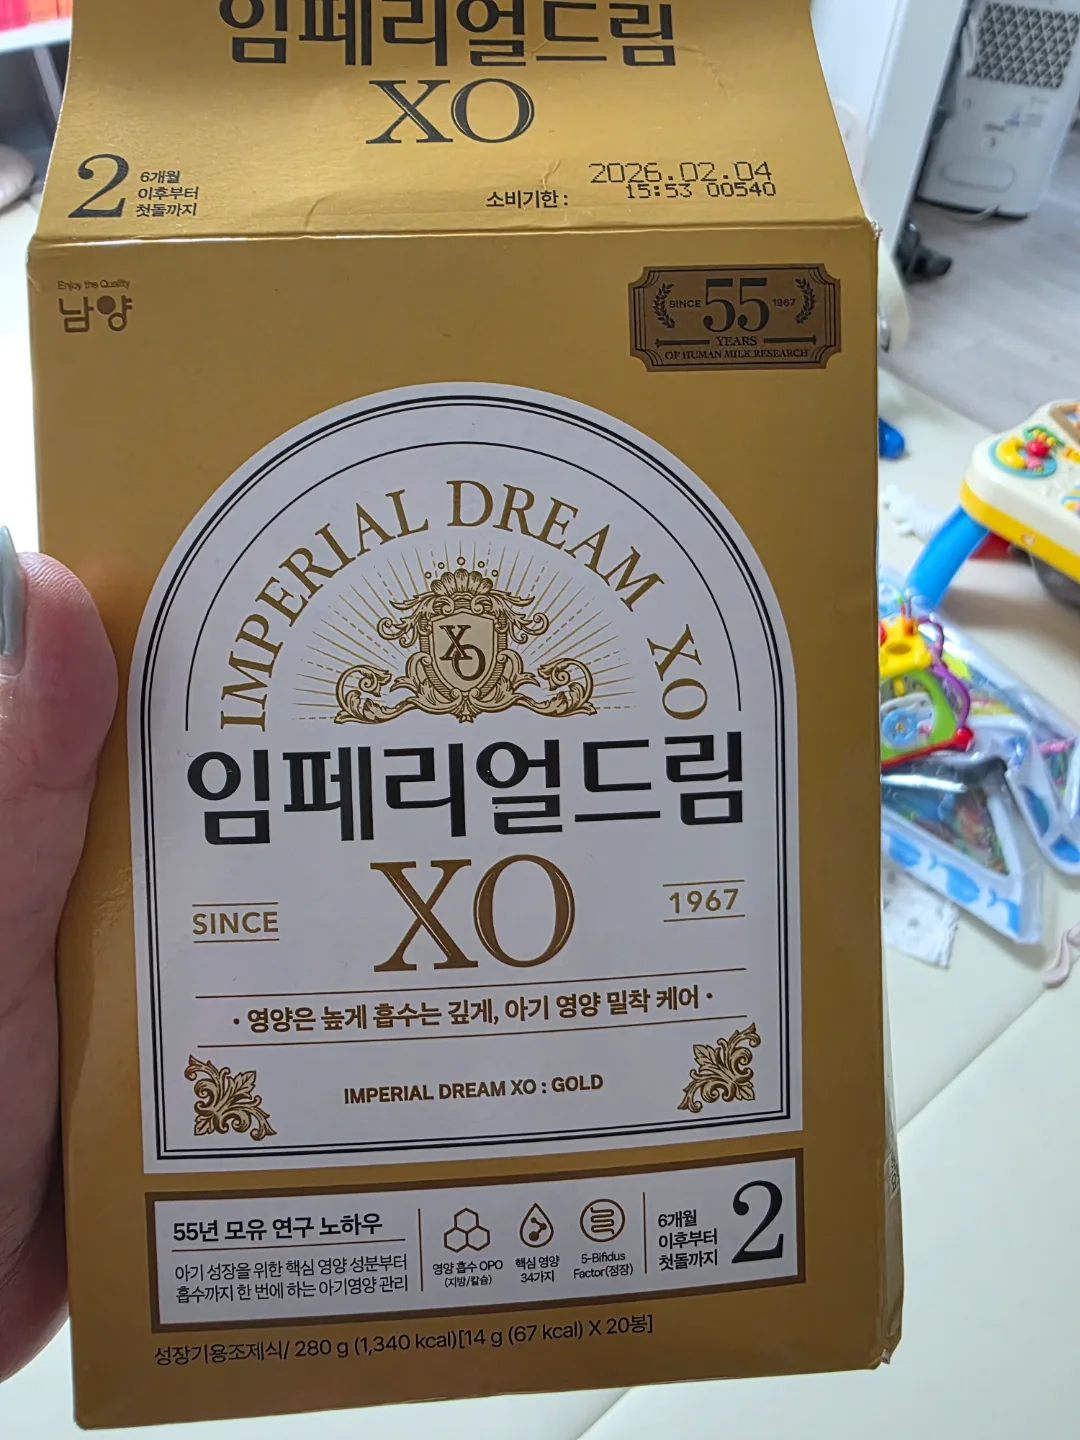 임페리얼드림
XO
2
6개월
이후부터
첫돌까지
소비기한 :
2026.02.04
15:53 00540
Enjoy the Quality
남양
SINCE 55 1967
YEARS
OF HUMAN MILK RESEARCH
IMPERIAL DREAM XO
XO
임페리얼드림
XO
SINCE
1967
· 영양은 높게 흡수는 깊게, 아기 영양 밀착 케어 ·
IMPERIAL DREAM XO : GOLD
55년 모유 연구 노하우
아기 성장을 위한 핵심 영양 성분부터
흡수까지 한 번에 하는 아기영양 관리
영양 흡수 OPO
(지방/칼슘)
핵심 영양
34가지
5-Bifidus
Factor(정장)
6개월
이후부터
첫돌까지
2
성장기용조제식/ 280 g (1,340 kcal)[14 g (67 kcal) X 20봉]